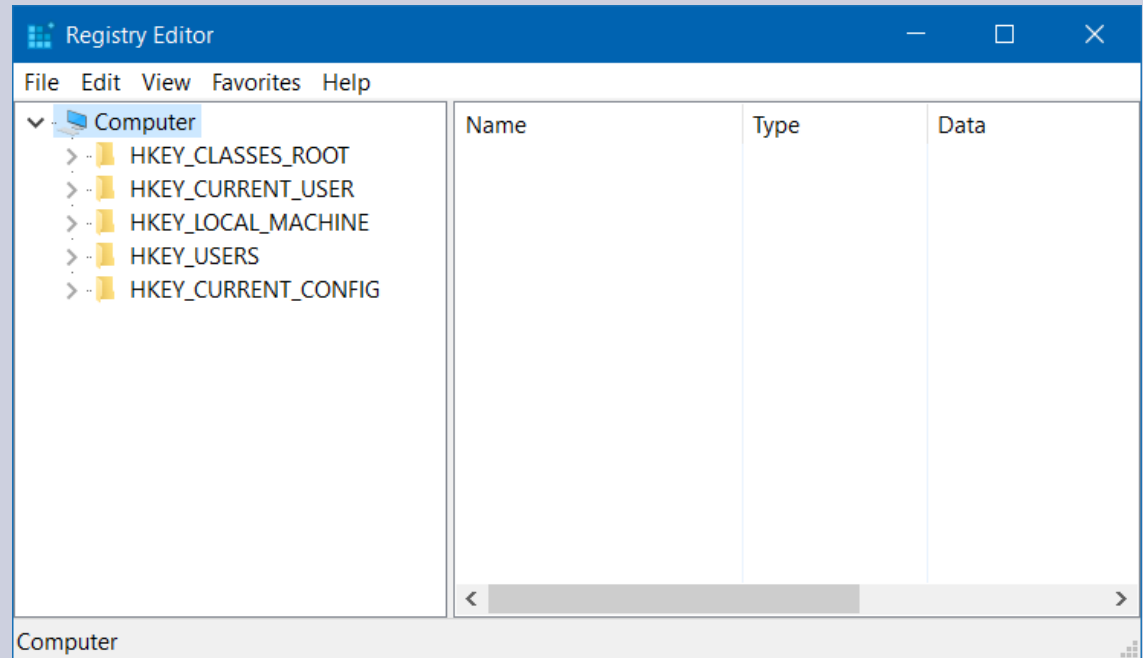 Registry Editor
File Edit View Favorites Help
Computer
HKEY_CLASSES_ROOT
HKEY_CURRENT_USER
HKEY_LOCAL_MACHINE
HKEY_USERS
HKEY_CURRENT_CONFIG
Name Type Data
Computer